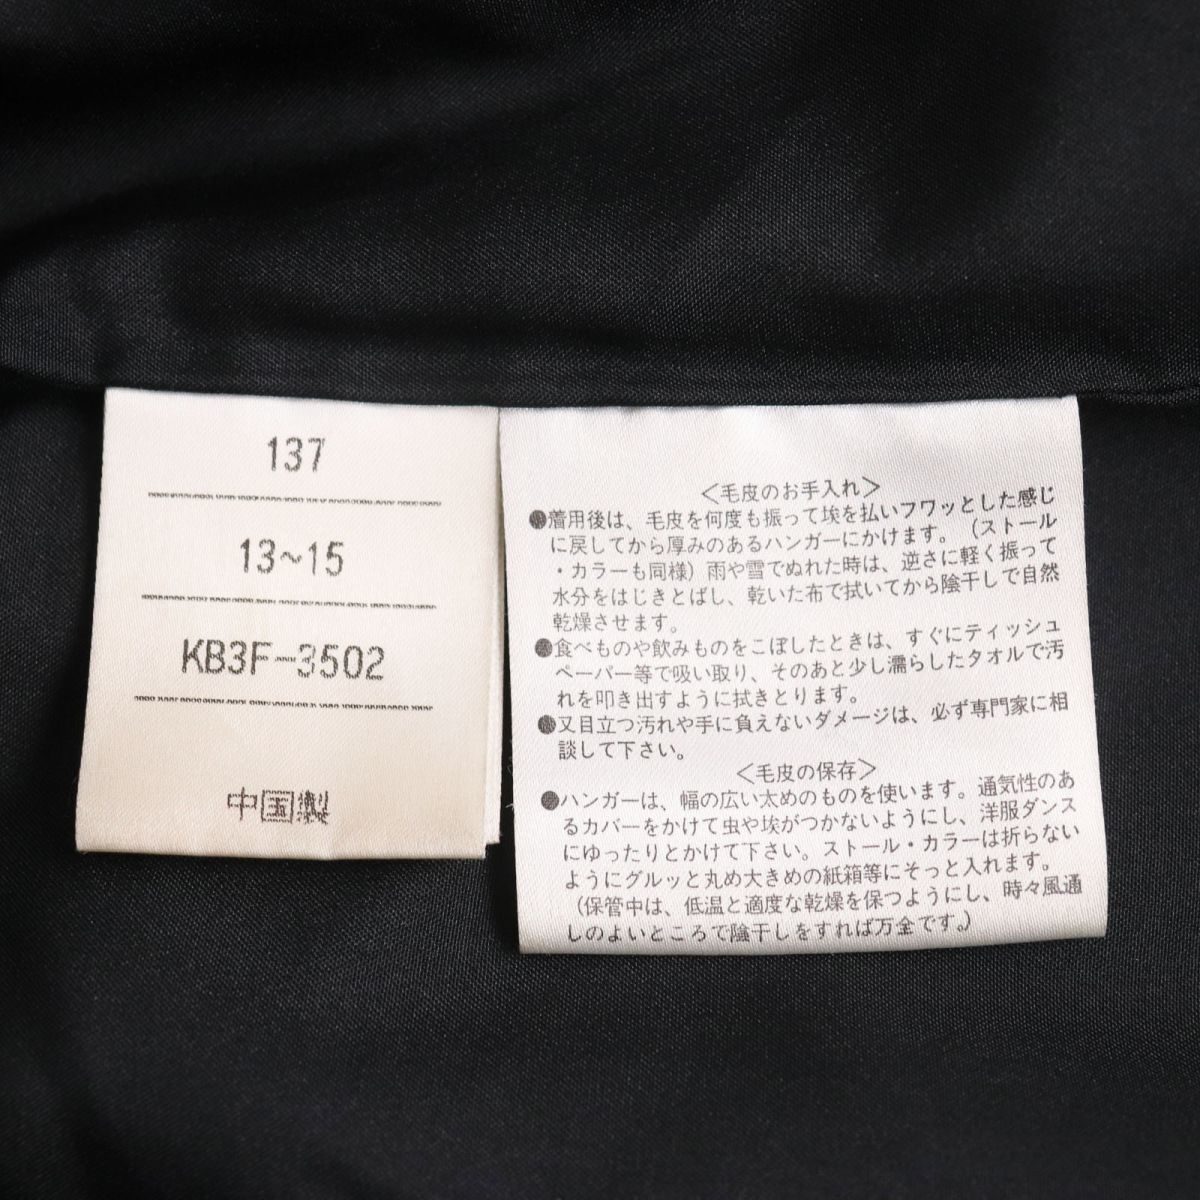 137
13~15
KB3F-3502
中国製
＜毛皮のお手入れ＞
●着用後は、毛皮を何度も振って埃を払いフワッとした感じ
に戻してから厚みのあるハンガーにかけます。（ストール
・カラーも同様）雨や雪でぬれた時は、逆さに軽く振って
水分をはじきとばし、乾いた布で拭いてから陰干しで自然
乾燥させます。
●食べものや飲みものをこぼしたときは、すぐにティッシュ
ペーパー等で吸い取り、そのあと少し濡らしたタオルで汚
れを叩き出すように拭きとります。
●又目立つ汚れや手に負えないダメージは、必ず専門家に相
談して下さい。
＜毛皮の保存＞
●ハンガーは、幅の広い太めのものを使います。通気性のあ
るカバーをかけて虫や埃がつかないようにし、洋服ダンス
にゆったりとかけて下さい。ストール・カラーは折らない
ようにグルッと丸め大きめの紙箱等にそっと入れます。
（保管中は、低温と適度な乾燥を保つようにし、時々風通
しのよいところで陰干しをすれば万全です。）